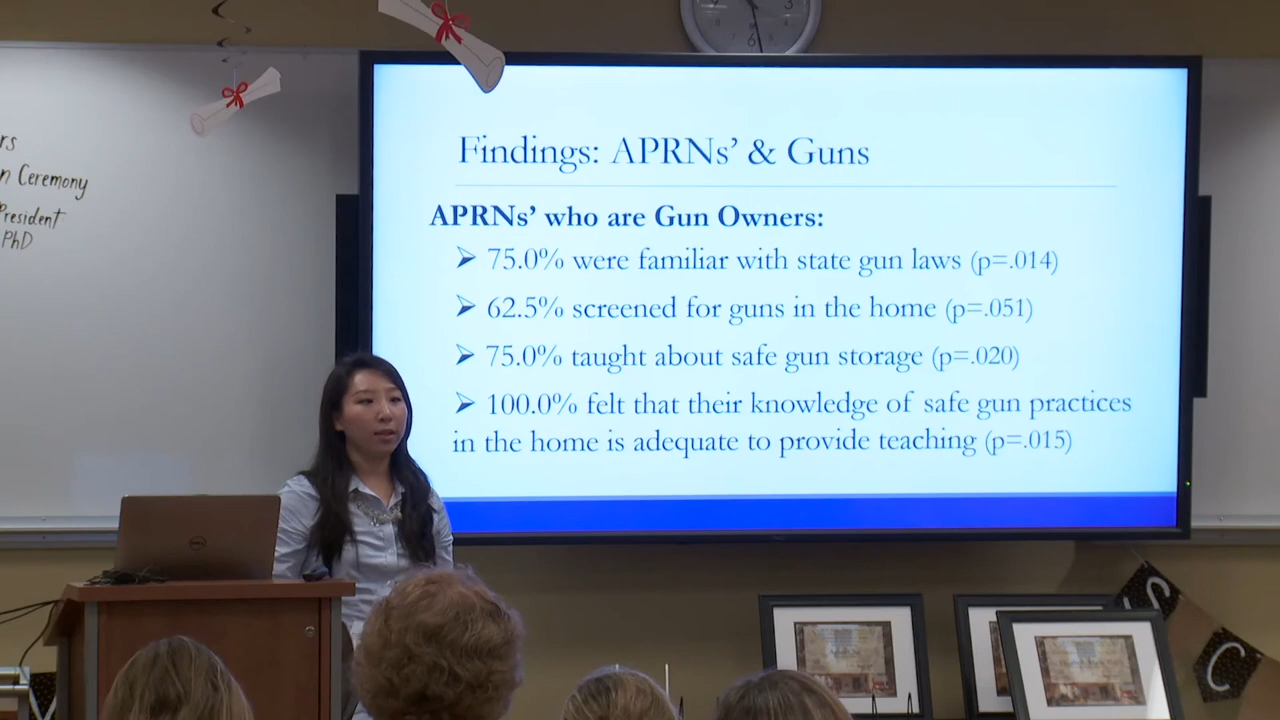 rs
n Ceremony
President
PhD
Findings: APRNs’ & Guns
APRNs’ who are Gun Owners:
➢ 75.0% were familiar with state gun laws (p=.014)
➢ 62.5% screened for guns in the home (p=.051)
➢ 75.0% taught about safe gun storage (p=.020)
➢ 100.0% felt that their knowledge of safe gun practices
in the home is adequate to provide teaching (p=.015)
DELL
6
S
C